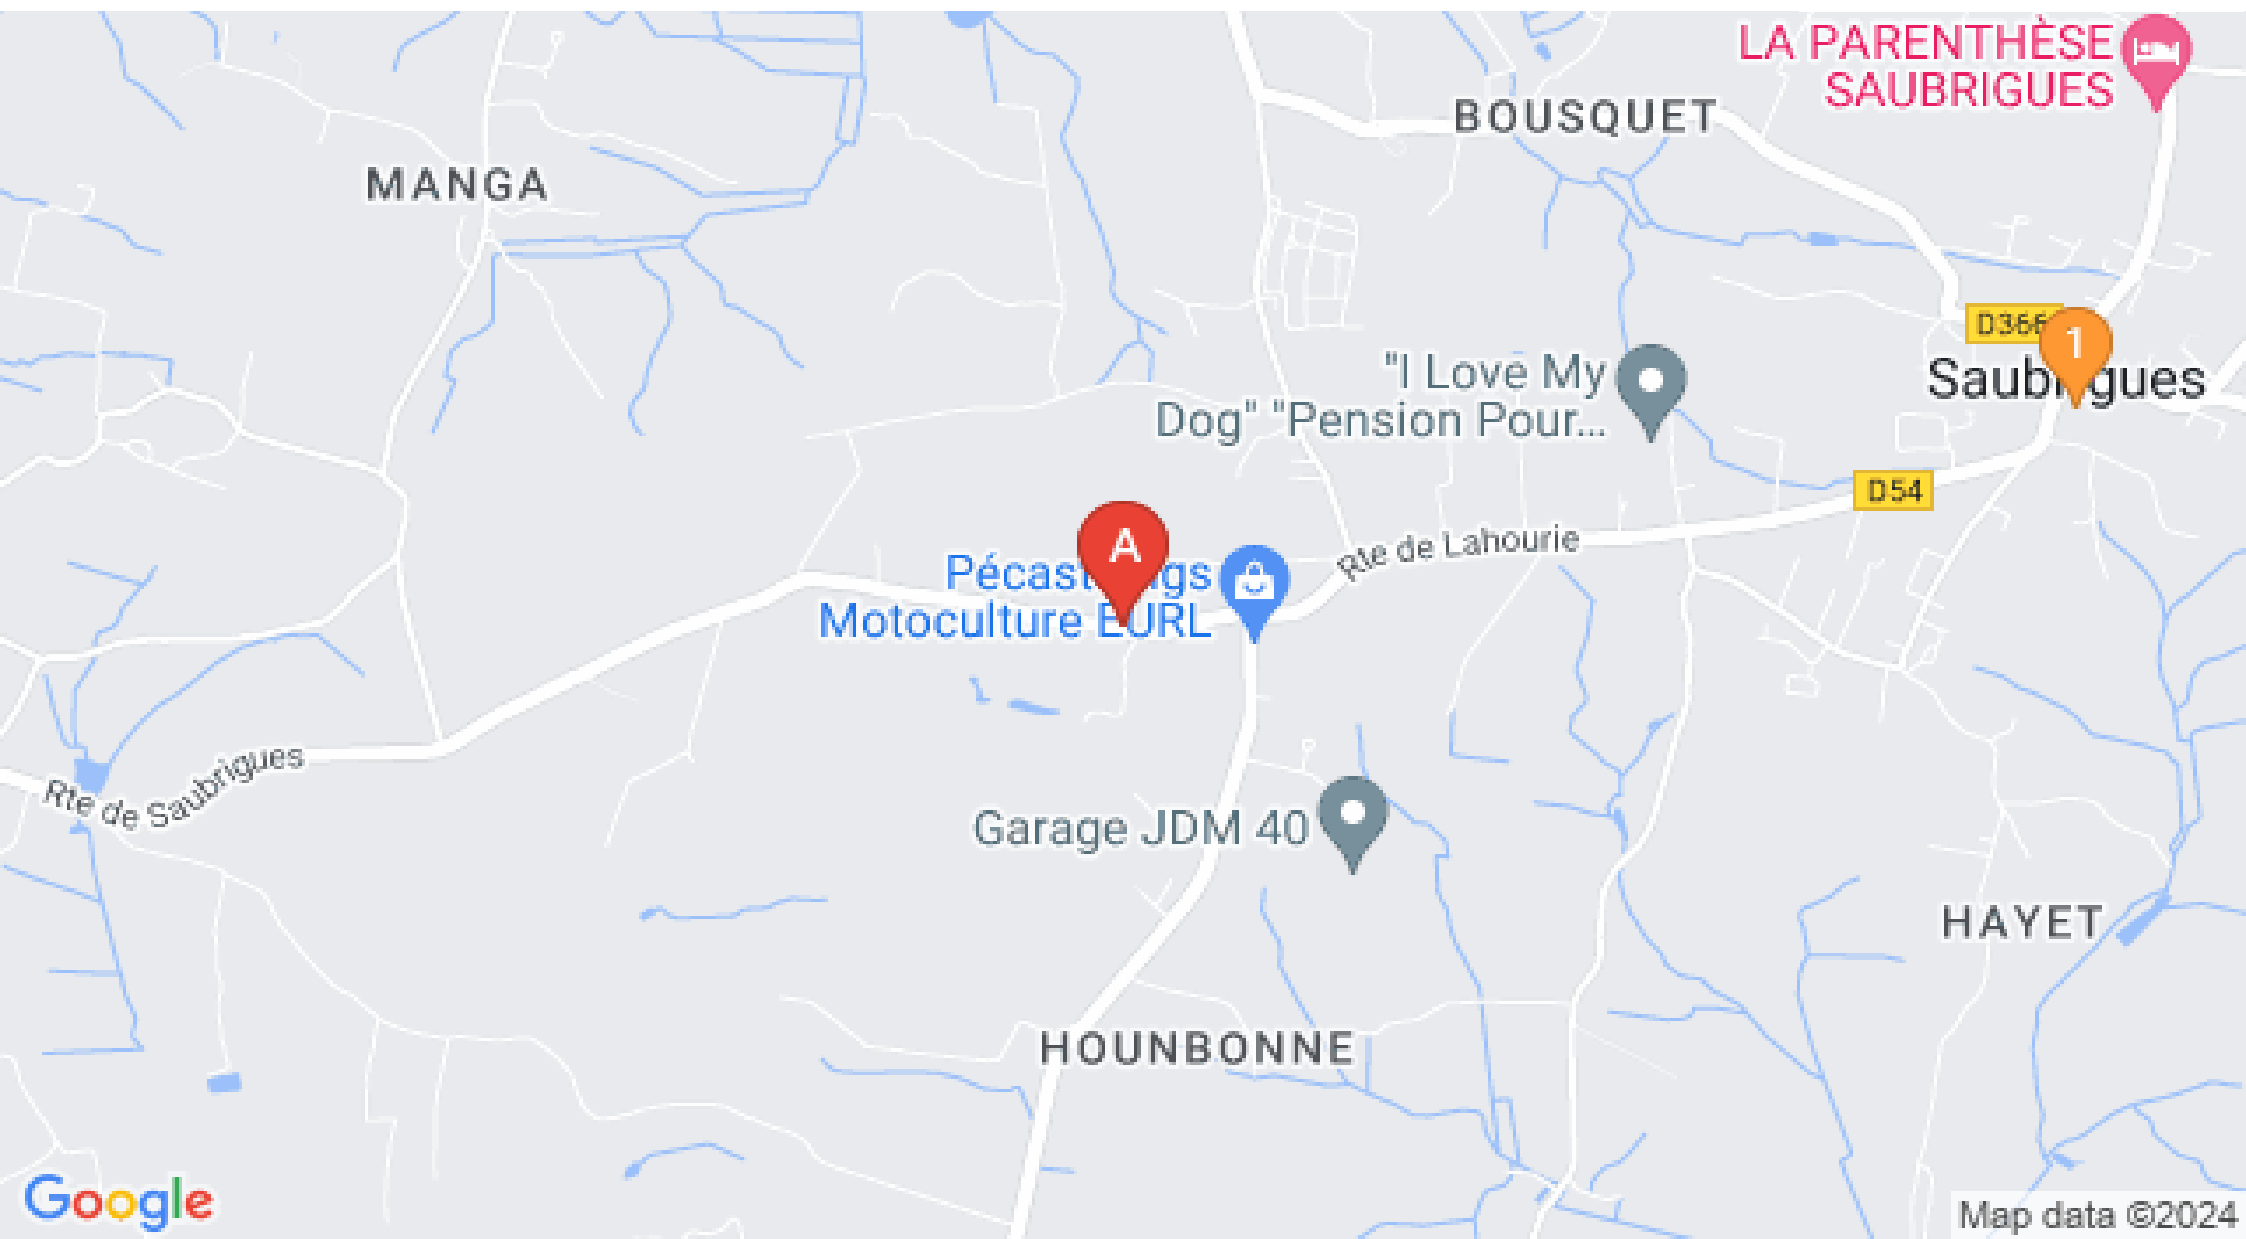 LA PARENTHÈSE
SAUBRIGUES
BOUSQUET
MANGA
1
"I Love My
Dog" "Pension Pour...
D54
A
Rte de Lahourie
Motoculture EURL
Rte de Saubrigues
Garage JDM 40
HAYET
HOUNBONNE
Google
Map data ©2024